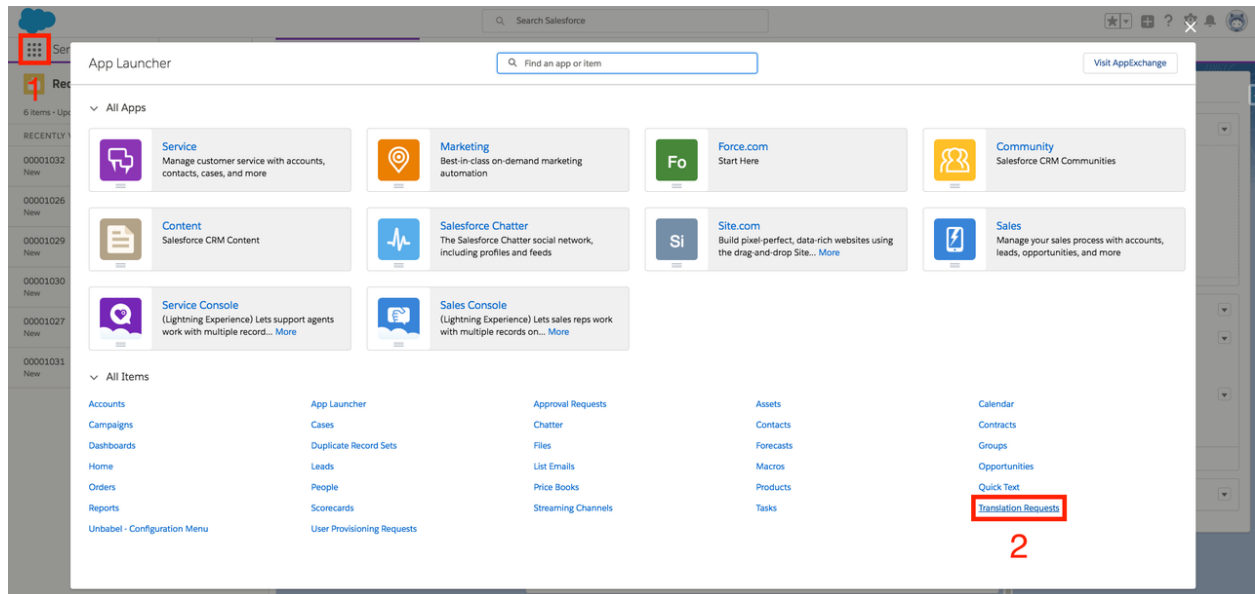 Search Salesforce
Ser
1
Rec
6 items • Upd
RECENTLY V
00001032
New
00001026
New
00001029
New
00001030
New
00001027
New
00001031
New
App Launcher
Find an app or item
Visit AppExchange
All Apps
Service
Manage customer service with accounts,
contacts, cases, and more
Marketing
Best-in-class on-demand marketing
automation
Fo
Force.com
Start Here
Community
Salesforce CRM Communities
Content
Salesforce CRM Content
Salesforce Chatter
The Salesforce Chatter social network,
including profiles and feeds
Si
Site.com
Build pixel-perfect, data-rich websites using
the drag-and-drop Site... More
Sales
Manage your sales process with accounts,
leads, opportunities, and more
Service Console
(Lightning Experience) Lets support agents
work with multiple record... More
Sales Console
(Lightning Experience) Lets sales reps work
with multiple records on... More
All Items
Accounts App Launcher Approval Requests Assets Calendar
Campaigns Cases Chatter Contacts Contracts
Dashboards Duplicate Record Sets Files Forecasts Groups
Home Leads List Emails Macros Opportunities
Orders People Price Books Products Quick Text
Reports Scorecards Streaming Channels Tasks Translation Requests
Unbabel - Configuration Menu User Provisioning Requests
2